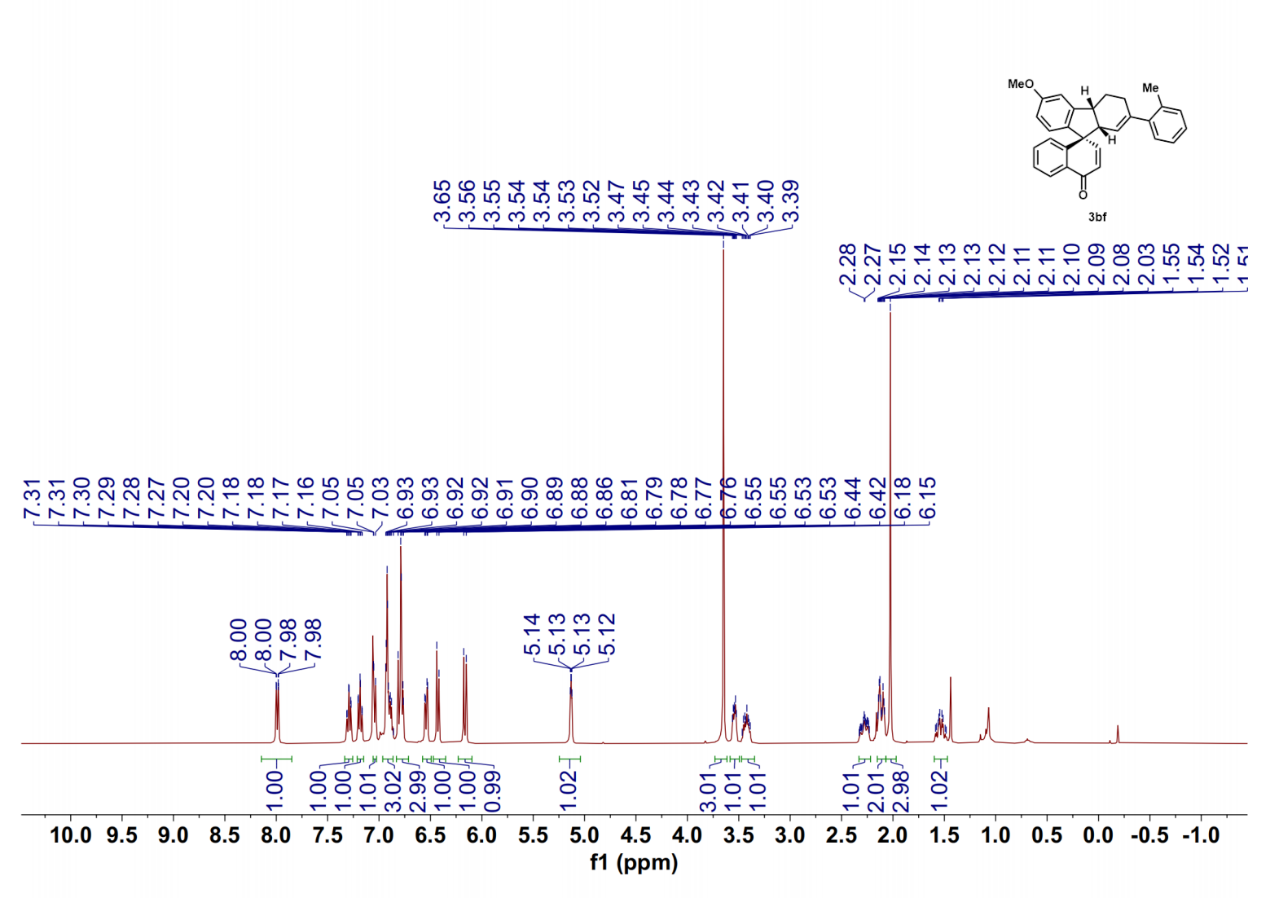 MeO
H
Me
H
O
3bf
3.65 3.56 3.55 3.54 3.54 3.53 3.52 3.47 3.45 3.44 3.43 3.42 3.41 3.40 3.39
2.28 2.27 2.15 2.14 2.13 2.13 2.12 2.11 2.11 2.10 2.09 2.08 2.03 1.55 1.54 1.52 1.51
7.31 7.31 7.30 7.29 7.28 7.27 7.20 7.20 7.18 7.18 7.17 7.16 7.05 7.05 7.03 6.93 6.93 6.92 6.92 6.91 6.90 6.89 6.88 6.86 6.81 6.79 6.78 6.77 6.76 6.55 6.55 6.53 6.53 6.44 6.42 6.18 6.15
8.00 8.00 7.98 7.98
5.14 5.13 5.13 5.12
1.00 1.00 1.00 1.01 3.02 2.99 1.00 1.00 0.99 1.02 3.01 1.01 1.01 1.01 2.01 2.98 1.02
10.0 9.5 9.0 8.5 8.0 7.5 7.0 6.5 6.0 5.5 5.0 4.5 4.0 3.5 3.0 2.5 2.0 1.5 1.0 0.5 0.0 -0.5 -1.0
f1 (ppm)